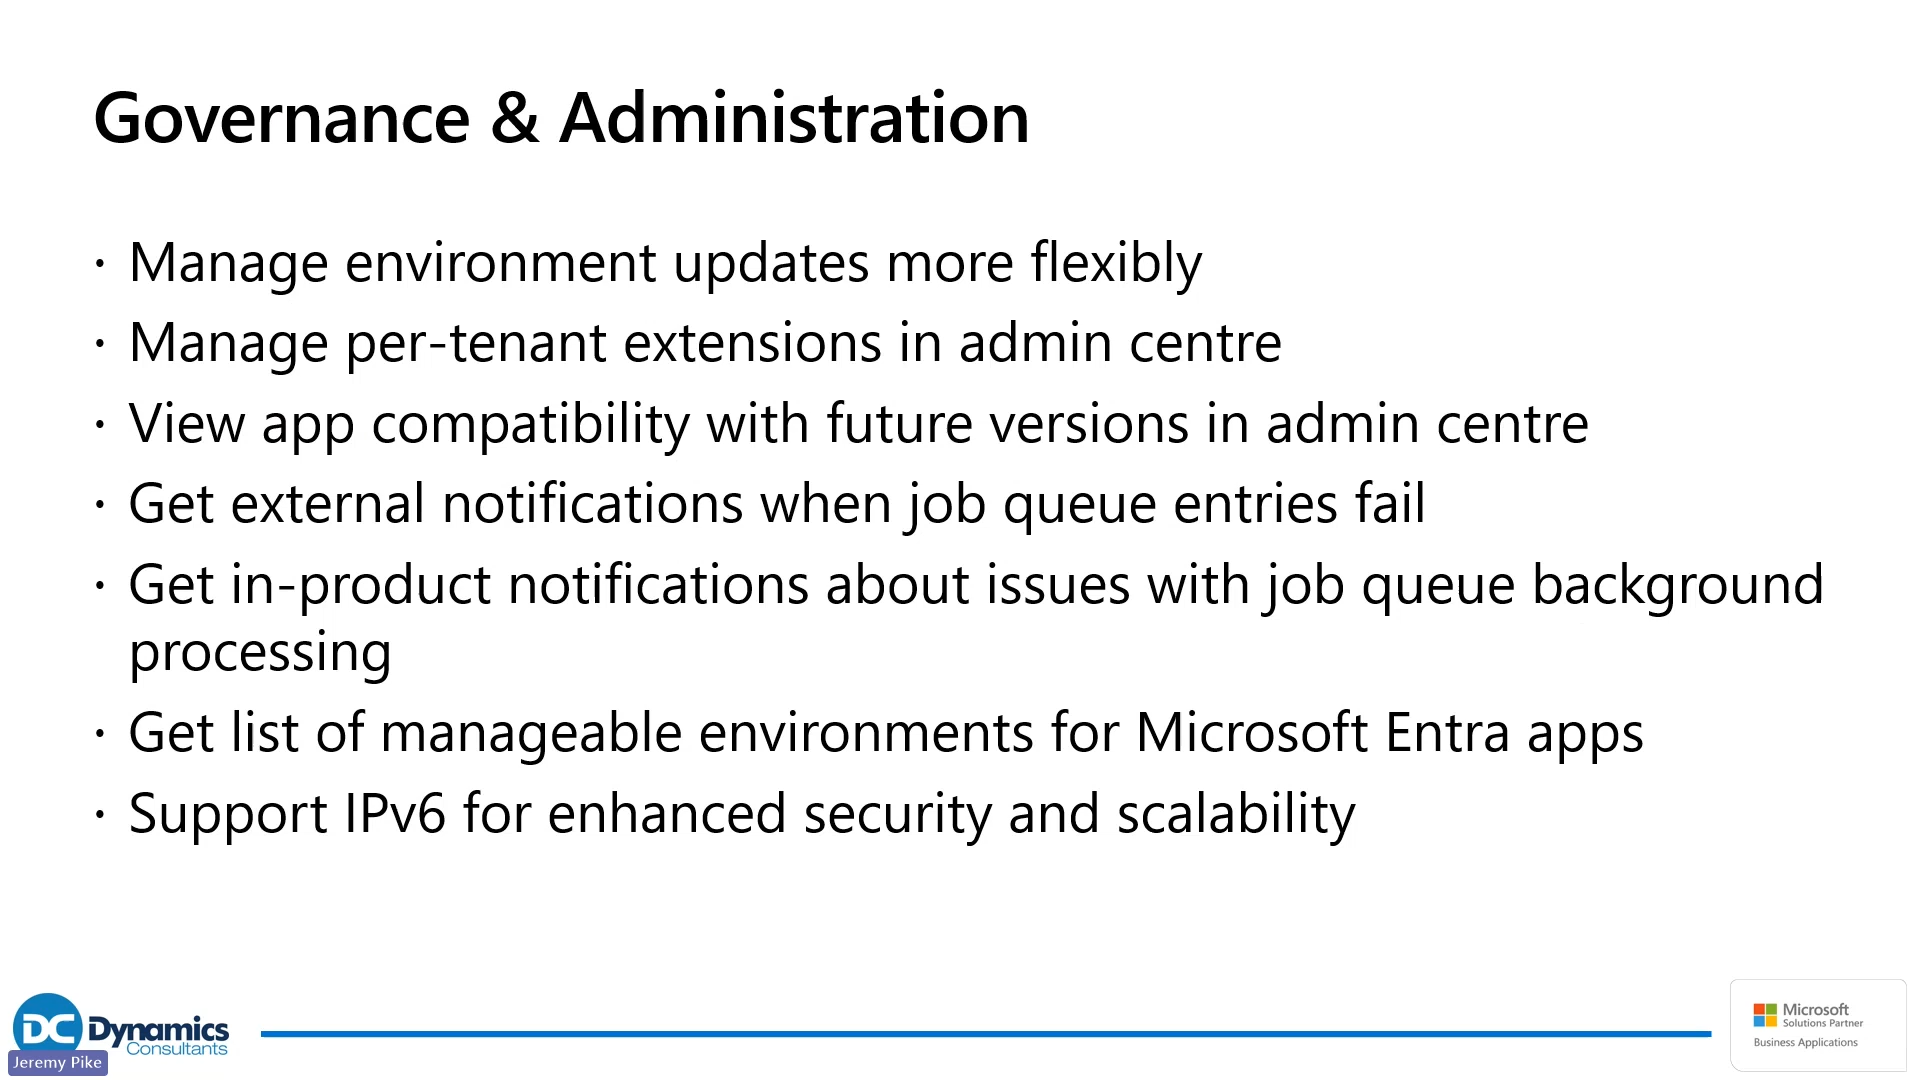 Governance & Administration
· Manage environment updates more flexibly
· Manage per-tenant extensions in admin centre
· View app compatibility with future versions in admin centre
· Get external notifications when job queue entries fail
· Get in-product notifications about issues with job queue background
processing
· Get list of manageable environments for Microsoft Entra apps
· Support IPv6 for enhanced security and scalability
DC Dynamics
Consultants
Jeremy Pike
Microsoft
Solutions Partner
Business Applications